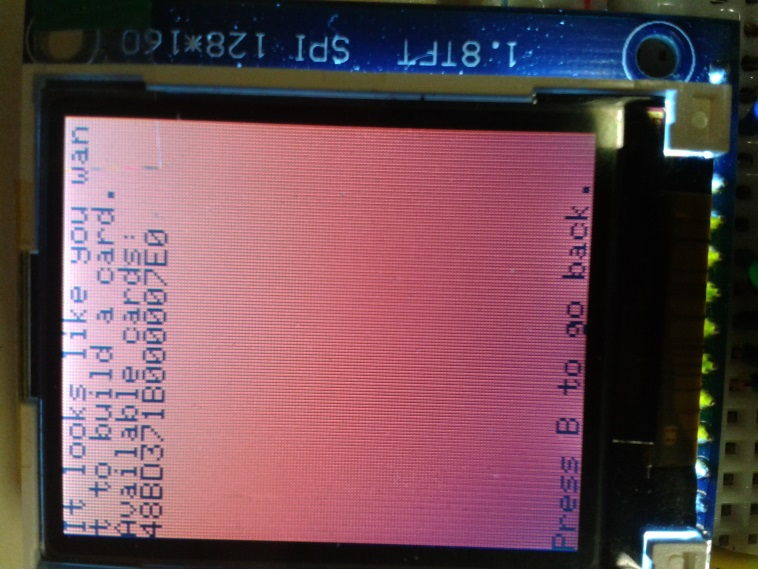 1.8TFT SPI 128*160
It looks like you wan
t to build a card.
Available cards:
48BD371B000007E0
Press B to go back.